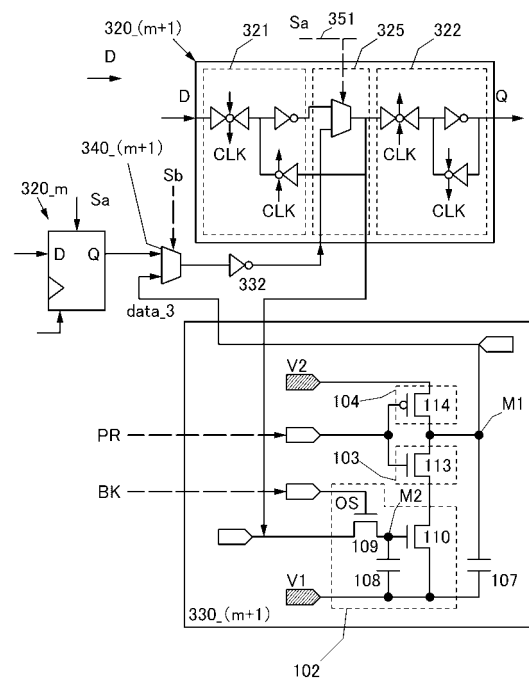 Sa 351
320_(m+1) 321 325 322
D
D Q
CLK CLK
340_(m+1)
Sb
CLK CLK
320_m Sa
D Q
332
data_3
V2
104 114 M1
PR
103 113
BK
OS M2
109 110
108 107
V1
330_(m+1)
102